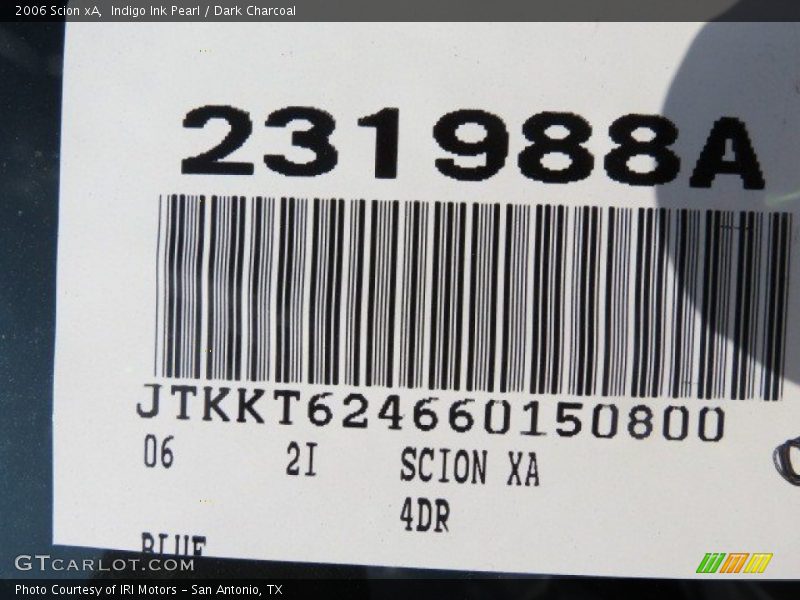 2006 Scion xA, Indigo Ink Pearl / Dark Charcoal
231988A
JTKKT624660150800
06 2I SCION XA
4DR
BLUE
GTCARLOT.COM
Photo Courtesy of IRI Motors - San Antonio, TX